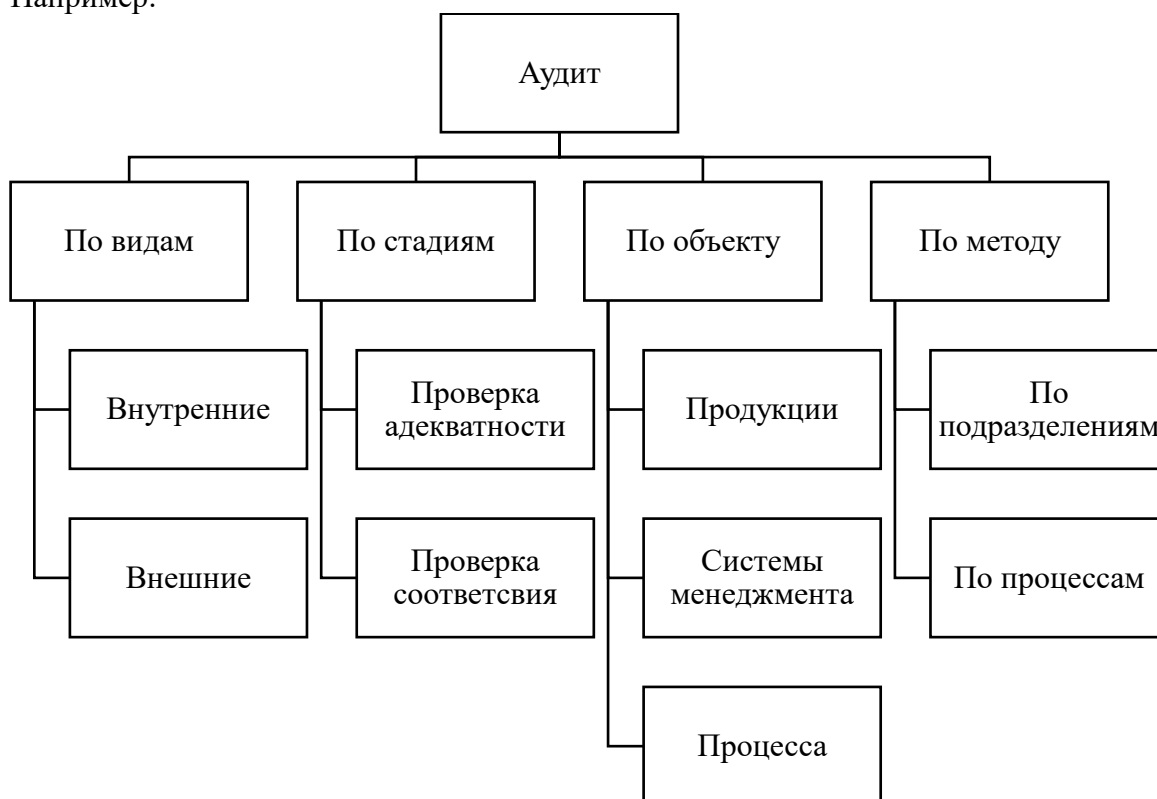 Например:
Аудит
По видам
По стадиям
По объекту
По методу
Внутренние
Проверка
адекватности
Продукции
По
подразделениям
Внешние
Проверка
соответсвия
Системы
менеджмента
По процессам
Процесса